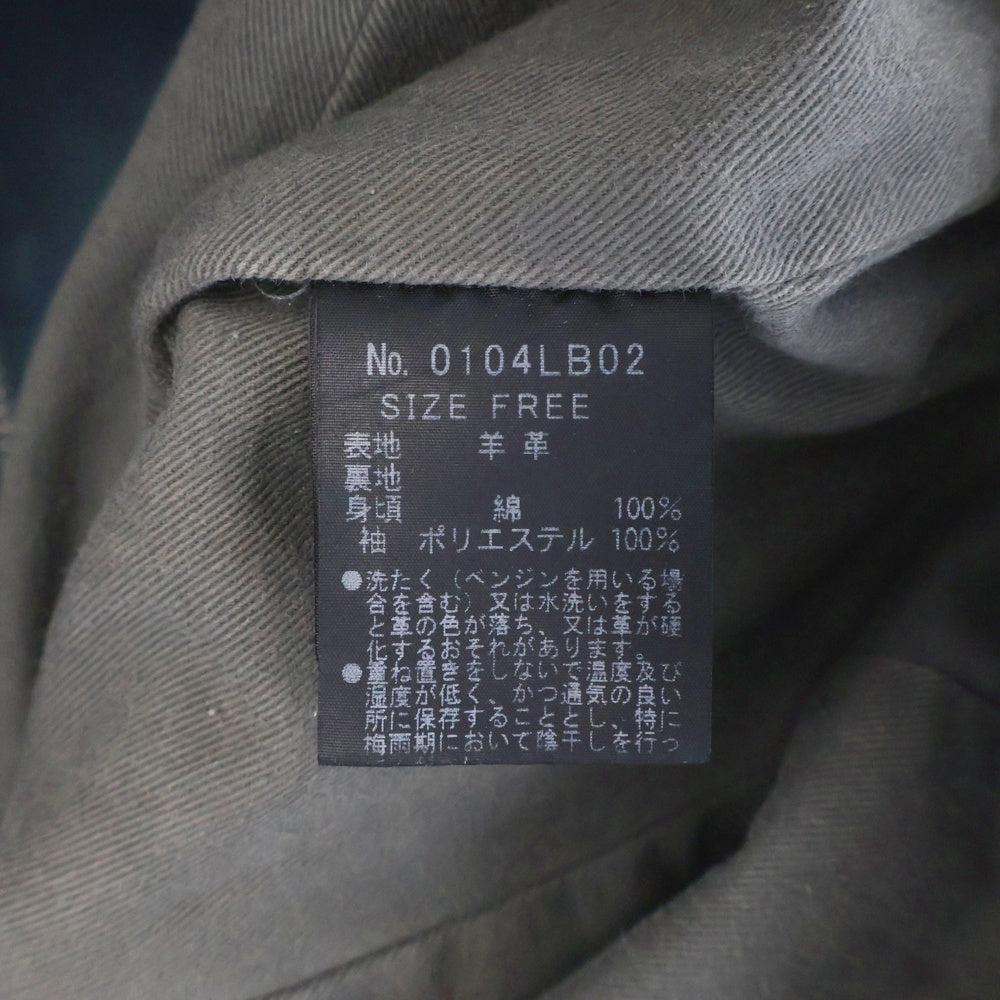 No. 0104LB02
SIZE FREE
表地 羊革
裏地
身頃 綿 100%
袖 ポリエステル 100%
●洗たく（ベンジンを用いる場
合を含む）又は水洗いをする
と革の色が落ち、又は革が硬
化するおそれがあります。
●重ね置きをしないで温度及び
湿度が低く、かつ通気の良い
所に保存することとし、特に
梅雨期において陰干しを行っ